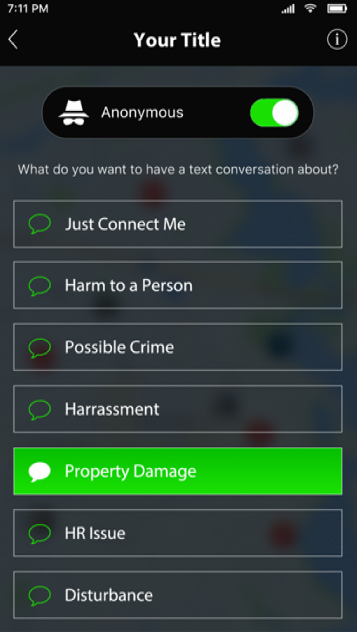 7:11 PM
Your Title
Anonymous
What do you want to have a text conversation about?
Just Connect Me
Harm to a Person
Possible Crime
Harrassment
Property Damage
HR Issue
Disturbance